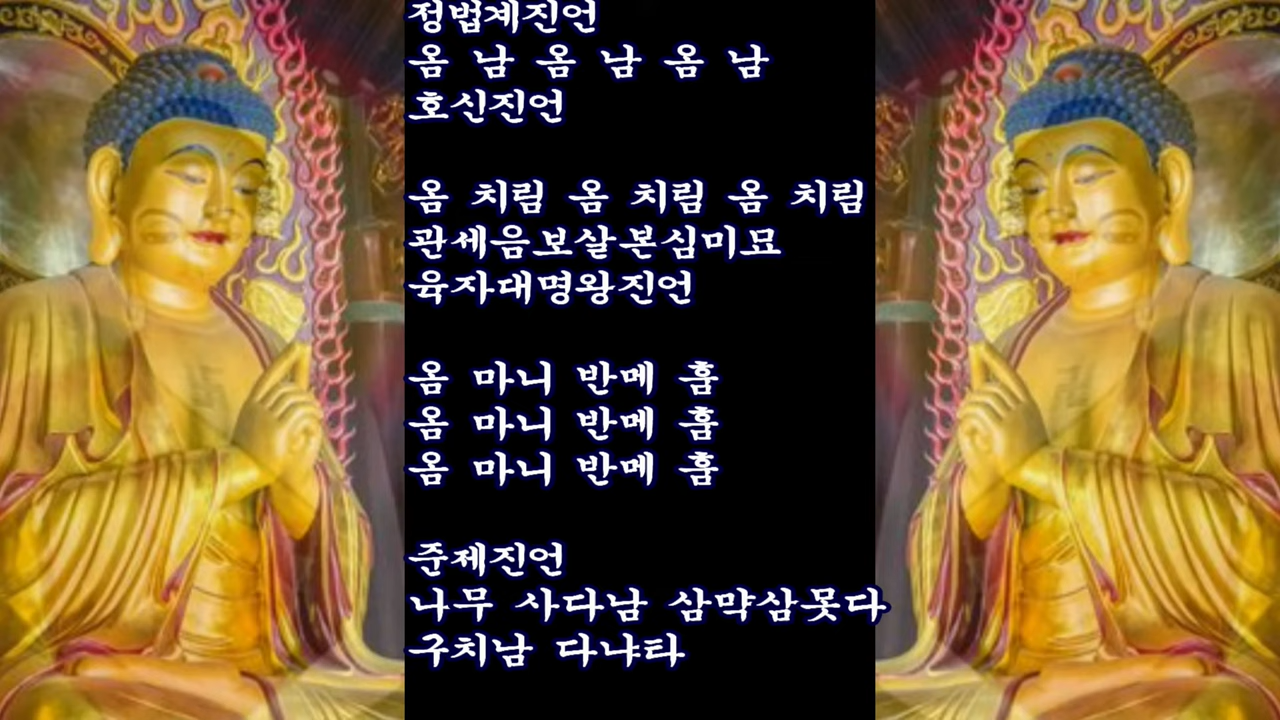 정법계진언
옴 남 옴 남 옴 남
호신진언
옴 치림 옴 치림 옴 치림
관세음보살본심미묘
육자대명왕진언
옴 마니 반메 훔
옴 마니 반메 훔
옴 마니 반메 훔
준제진언
나무 사다남 삼먁삼못다
구치남 다냐타